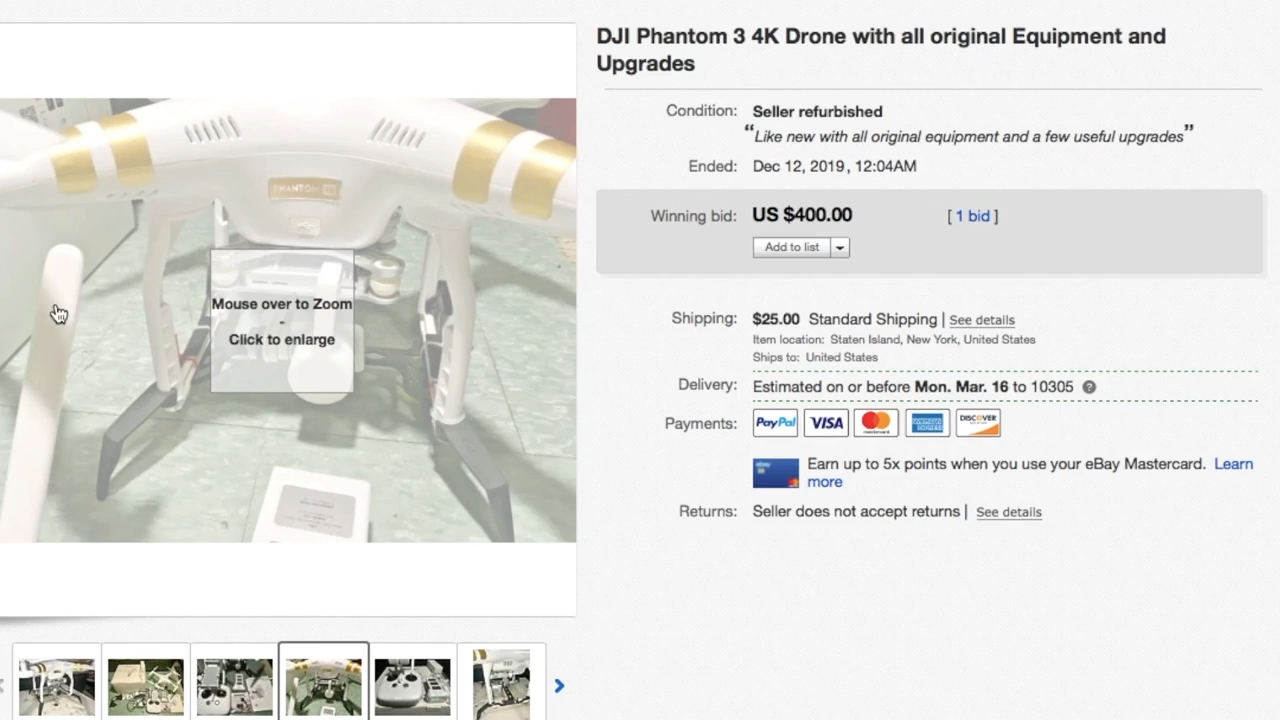 DJI Phantom 3 4K Drone with all original Equipment and
Upgrades
Condition: Seller refurbished
“Like new with all original equipment and a few useful upgrades”
Ended: Dec 12, 2019, 12:04AM
Winning bid: US $400.00 [ 1 bid ]
Add to list
Shipping: $25.00 Standard Shipping | See details
Item location: Staten Island, New York, United States
Ships to: United States
Delivery: Estimated on or before Mon. Mar. 16 to 10305 ?
Payments: PayPal VISA mastercard AMERICAN EXPRESS DISCOVER
ebay
Earn up to 5x points when you use your eBay Mastercard. Learn
more
Returns: Seller does not accept returns | See details
PHANTOM
Mouse over to Zoom
-
Click to enlarge